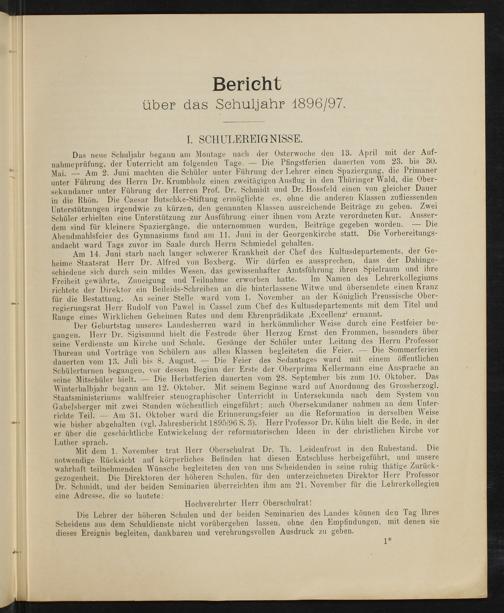 Bericht
über das Schuljahr 1896/97.
I. SCHULEREIGNISSE.
Das neue Schuljahr begann am Montage nach der Osterwoche den 13. April mit der Auf-
nahmeprüfung, der Unterricht am folgenden Tage. — Die Pfingstferien dauerten vom 23. bis 30.
Mai. — Am 2. Juni machten die Schüler unter Führung der Lehrer einen Spaziergang, die Primaner
unter Führung des Herrn Dr. Krumbholz einen zweitägigen Ausflug in den Thüringer Wald, die Ober-
sekundaner unter Führung der Herren Prof. Dr. Schmidt und Dr. Hossfeld einen von gleicher Dauer
in die Rhön. Die Caesar Butschke-Stiftung ermöglichte es, ohne die anderen Klassen zufliessenden
Unterstützungen irgendwie zu kürzen, den genannten Klassen ausreichende Beiträge zu geben. Zwei
Schüler erhielten eine Unterstützung zur Ausführung einer ihnen vom Arzte verordneten Kur. Ausser-
dem sind für kleinere Spaziergänge, die unternommen wurden, Beiträge gegeben worden. — Die
Abendmahlsfeier des Gymnasiums fand am 11. Juni in der Georgenkirche statt. Die Vorbereitungs-
andacht ward Tags zuvor im Saale durch Herrn Schmiedel gehalten.
Am 14. Juni starb nach langer schwerer Krankheit der Chef des Kultusdepartements, der Ge-
heime Staatsrat Herr Dr. Alfred von Boxberg. Wir dürfen es aussprechen, dass der Dahinge-
schiedene sich durch sein mildes Wesen, das gewissenhafter Amtsführung ihren Spielraum und ihre
Freiheit gewährte, Zuneigung und Teilnahme erworben hatte. Im Namen des Lehrerkollegiums
richtete der Direktor ein Beileids-Schreiben an die hinterlassene Witwe und übersendete einen Kranz
für die Bestattung. An seiner Stelle ward vom 1. November an der Königlich Preussische Ober-
regierungsrat Herr Rudolf von Pawel in Cassel zum Chef des Kultusdepartements mit dem Titel und
Range eines Wirklichen Geheimen Rates und dem Ehrenprädikate ‚Excellenz‘ ernannt.
Der Geburtstag unseres Landesherren ward in herkömmlicher Weise durch eine Festfeier be-
gangen. Herr Dr. Sigismund hielt die Festrede über Herzog Ernst den Frommen, besonders über
seine Verdienste um Kirche und Schule. Gesänge der Schüler unter Leitung des Herrn Professor
Thureau und Vorträge von Schülern aus allen Klassen begleiteten die Feier. — Die Sommerferien
dauerten vom 13. Juli bis 8. August. — Die Feier des Sedantages ward mit einem öffentlichen
Schülerturnen begangen, vor dessen Beginn der Erste der Oberprima Kellermann eine Ansprache an
seine Mitschüler hielt. — Die Herbstferien dauerten vom 28. September bis zum 10. Oktober. Das
Winterhalbjahr begann am 12. Oktober. Mit seinem Beginne ward auf Anordnung des Grossherzogl.
Staatsministeriums wahlfreier stenographischer Unterricht in Untersekunda nach dem System von
Gabelsberger mit zwei Stunden wöchentlich eingeführt; auch Obersekundaner nahmen an dem Unter-
richte Teil. — Am 31. Oktober ward die Erinnerungsfeier an die Reformation in derselben Weise
wie bisher abgehalten (vgl. Jahresbericht 1895/96 S. 3). Herr Professor Dr. Kühn hielt die Rede, in der
er über die geschichtliche Entwickelung der reformatorischen Ideen in der christlichen Kirche vor
Luther sprach.
Mit dem 1. November trat Herr Oberschulrat Dr. Th. Leidenfrost in den Ruhestand. Die
notwendige Rücksicht auf körperliches Befinden hat diesen Entschluss herbeigeführt, und unsere
wahrhaft teilnehmenden Wünsche begleiteten den von uns Scheidenden in seine ruhig thätige Zurück-
gezogenheit. Die Direktoren der höheren Schulen, für den unterzeichneten Direktor Herr Professor
Dr. Schmidt, und der beiden Seminarien überreichten ihm am 21. November für die Lehrerkollegien
eine Adresse, die so lautete:
Hochverehrter Herr Oberschulrat!
Die Lehrer der höheren Schulen und der beiden Seminarien des Landes können den Tag Ihres
Scheidens aus dem Schuldienste nicht vorübergehen lassen, ohne den Empfindungen, mit denen sie
dieses Ereignis begleiten, dankbaren und verehrungsvollen Ausdruck zu geben.
1*